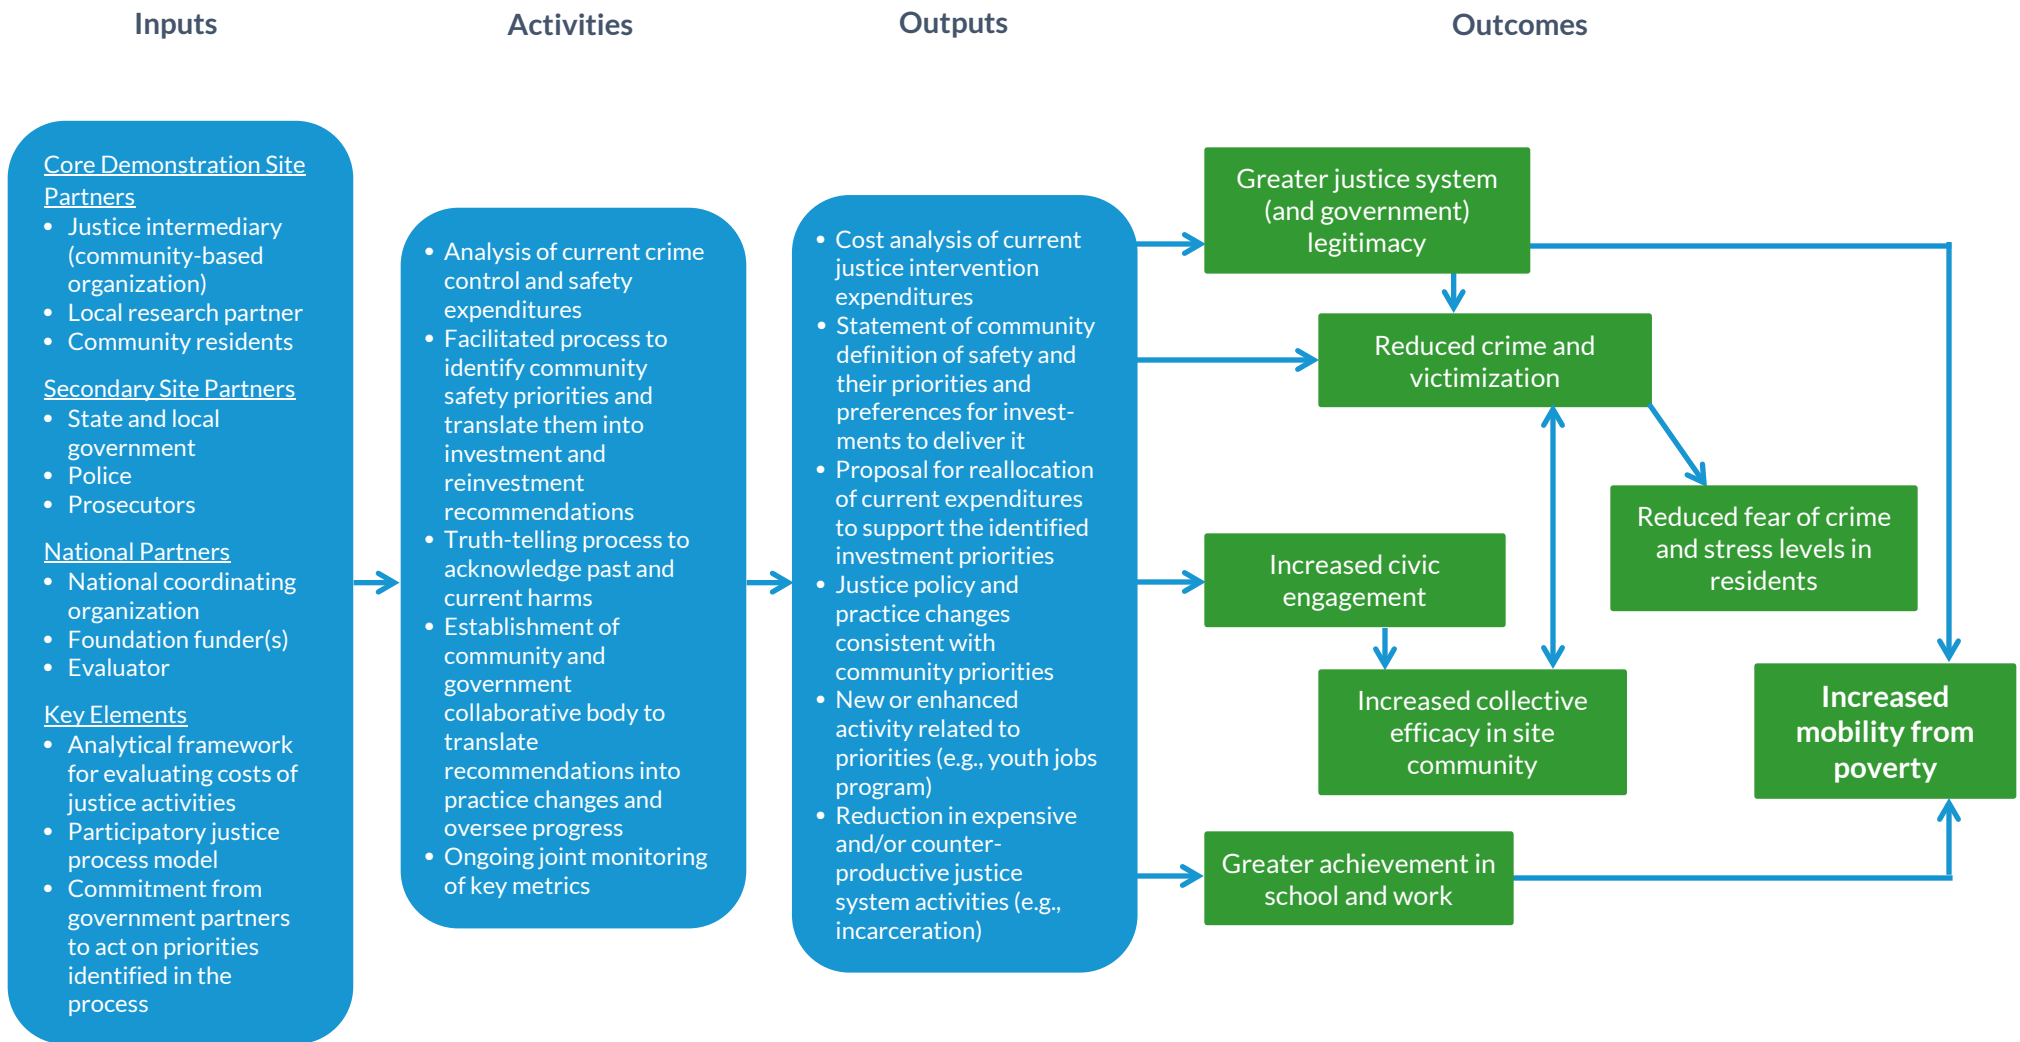 Inputs
Activities
Outputs
Outcomes
Core Demonstration Site
Partners
• Justice intermediary
(community-based
organization)
• Local research partner
• Community residents
Secondary Site Partners
• State and local
government
• Police
• Prosecutors
National Partners
• National coordinating
organization
• Foundation funder(s)
• Evaluator
Key Elements
• Analytical framework
for evaluating costs of
justice activities
• Participatory justice
process model
• Commitment from
government partners
to act on priorities
identified in the
process
• Analysis of current crime
control and safety
expenditures
• Facilitated process to
identify community
safety priorities and
translate them into
investment and
reinvestment
recommendations
• Truth-telling process to
acknowledge past and
current harms
• Establishment of
community and
government
collaborative body to
translate
recommendations into
practice changes and
oversee progress
• Ongoing joint monitoring
of key metrics
• Cost analysis of current
justice intervention
expenditures
• Statement of community
definition of safety and
their priorities and
preferences for invest-
ments to deliver it
• Proposal for reallocation
of current expenditures
to support the identified
investment priorities
• Justice policy and
practice changes
consistent with
community priorities
• New or enhanced
activity related to
priorities (e.g., youth jobs
program)
• Reduction in expensive
and/or counter-
productive justice
system activities (e.g.,
incarceration)
Greater justice system
(and government)
legitimacy
Reduced crime and
victimization
Reduced fear of crime
and stress levels in
residents
Increased civic
engagement
Increased collective
efficacy in site
community
Increased
mobility from
poverty
Greater achievement in
school and work